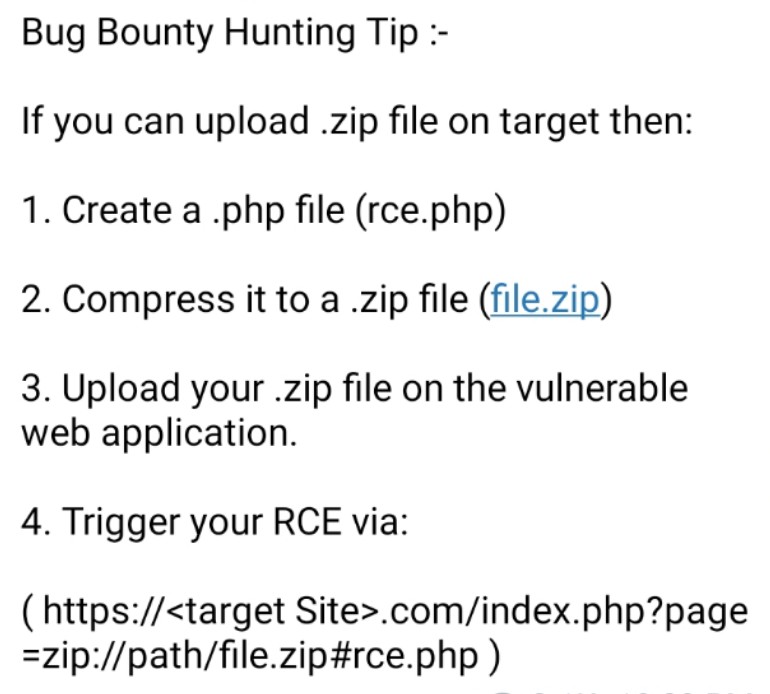 Bug Bounty Hunting Tip :-
If you can upload .zip file on target then:
1. Create a .php file (rce.php)
2. Compress it to a .zip file (file.zip)
3. Upload your .zip file on the vulnerable
web application.
4. Trigger your RCE via:
( https://<target Site>.com/index.php?page
=zip://path/file.zip#rce.php )